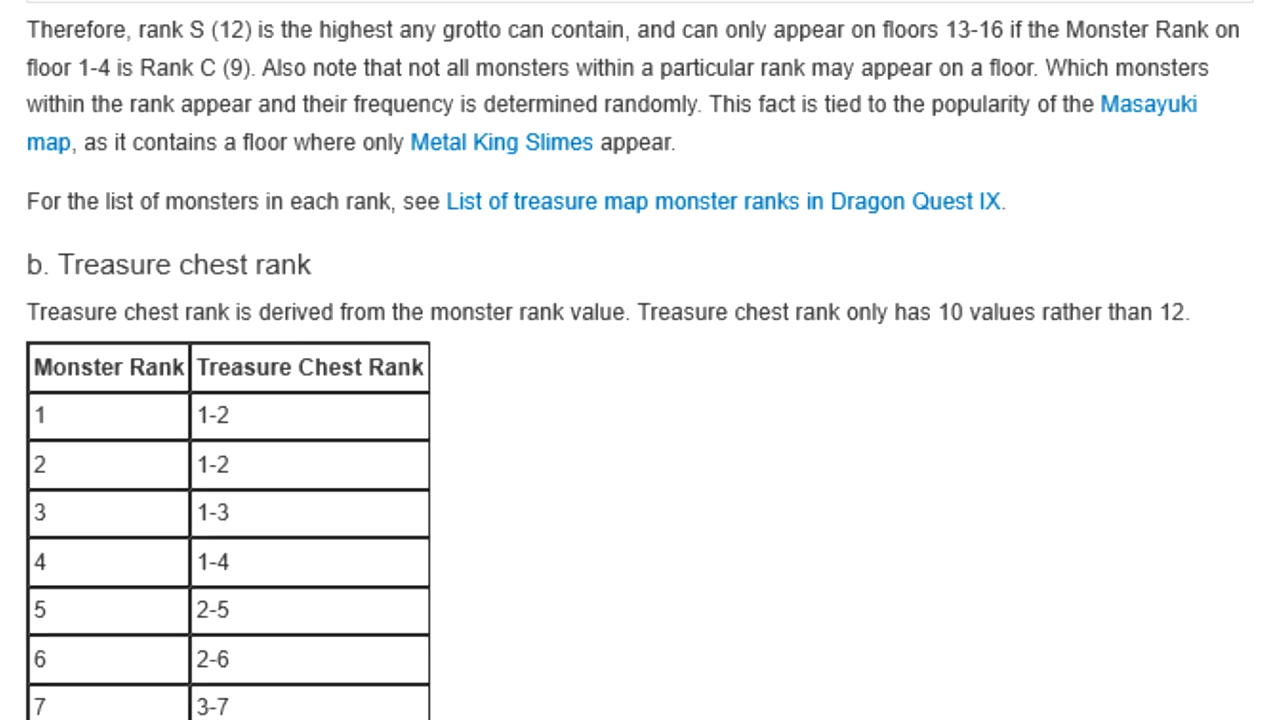 Therefore, rank S (12) is the highest any grotto can contain, and can only appear on floors 13-16 if the Monster Rank on
floor 1-4 is Rank C (9). Also note that not all monsters within a particular rank may appear on a floor. Which monsters
within the rank appear and their frequency is determined randomly. This fact is tied to the popularity of the Masayuki
map, as it contains a floor where only Metal King Slimes appear.
For the list of monsters in each rank, see List of treasure map monster ranks in Dragon Quest IX.
b. Treasure chest rank
Treasure chest rank is derived from the monster rank value. Treasure chest rank only has 10 values rather than 12.
Monster Rank Treasure Chest Rank
1 1-2
2 1-2
3 1-3
4 1-4
5 2-5
6 2-6
7 3-7